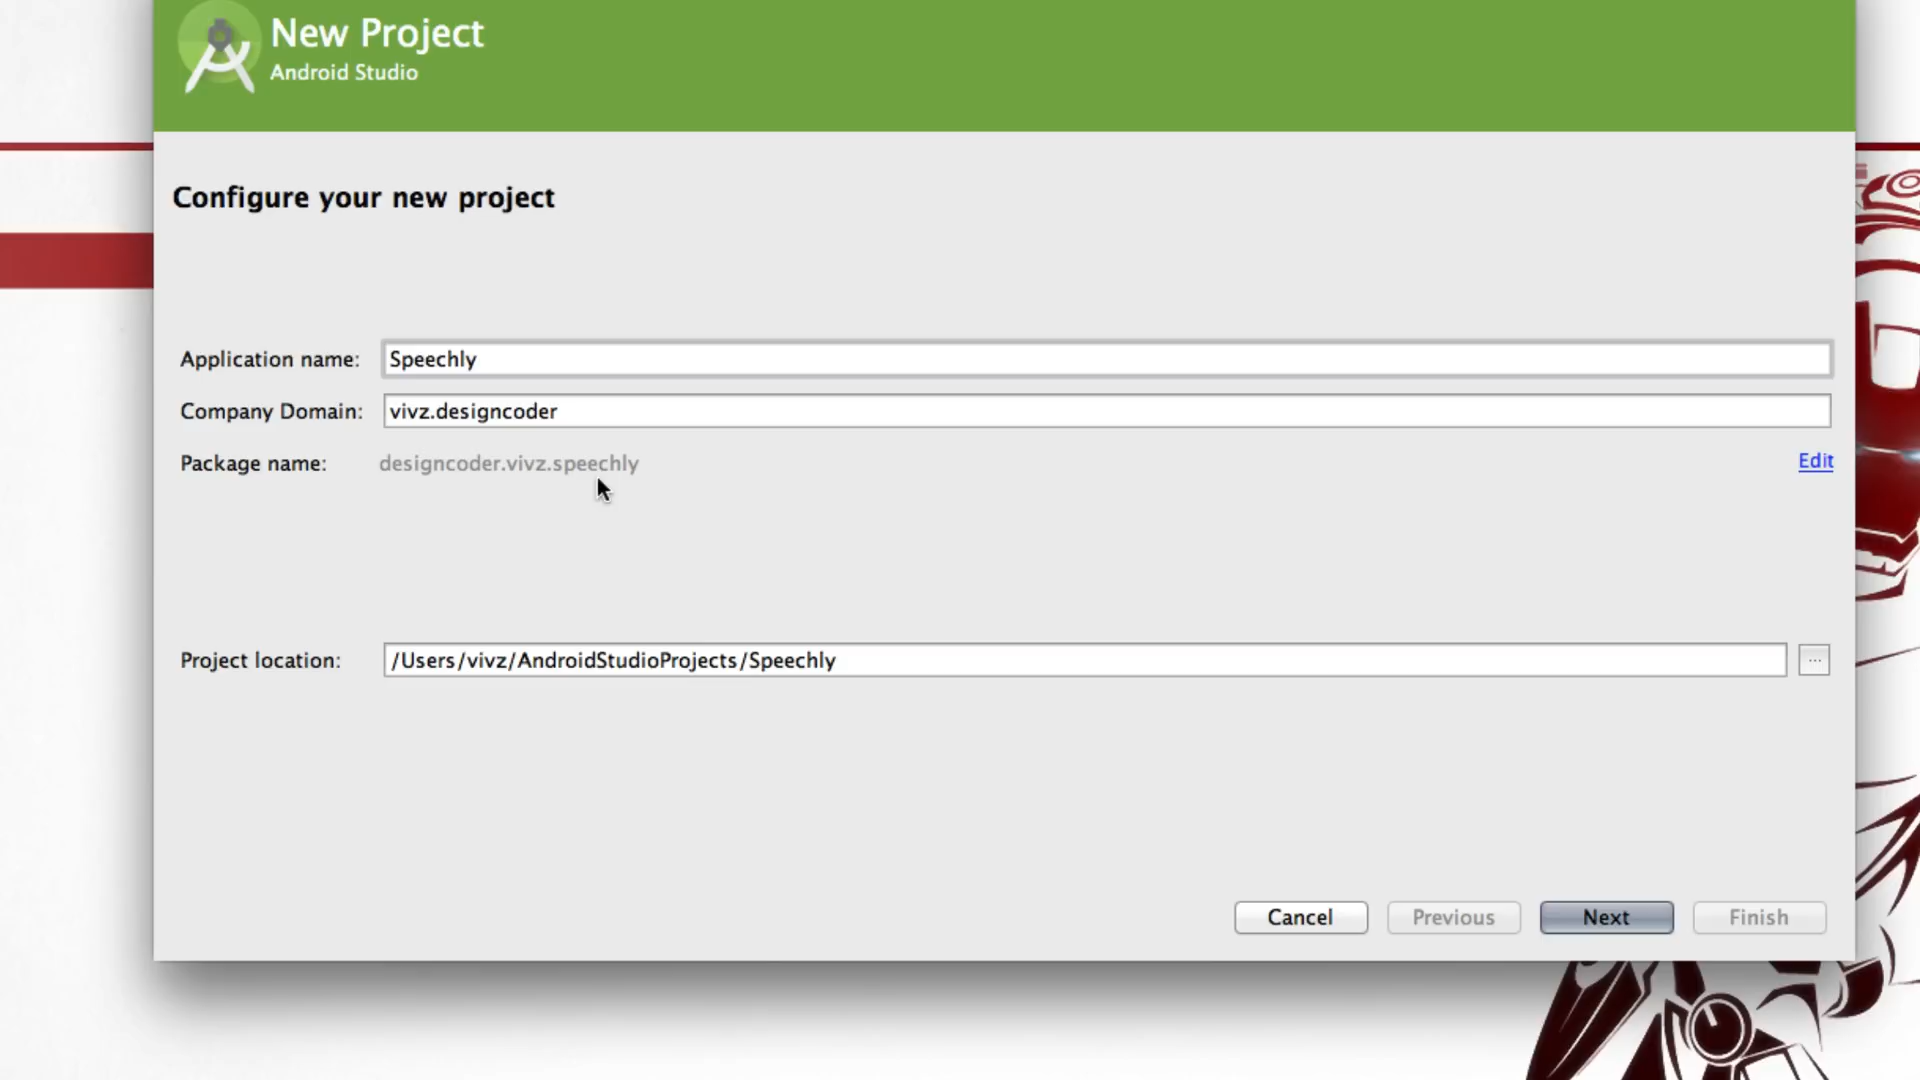 New Project
Android Studio
Configure your new project
Application name: Speechly
Company Domain: vivz.designcoder
Package name: designcoder.vivz.speechly Edit
Project location: /Users/vivz/AndroidStudioProjects/Speechly ...
Cancel Previous Next Finish